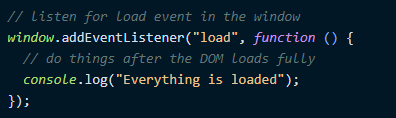 // listen for load event in the window
window.addEventListener("load", function () {
  // do things after the DOM loads fully
  console.log("Everything is loaded");
});